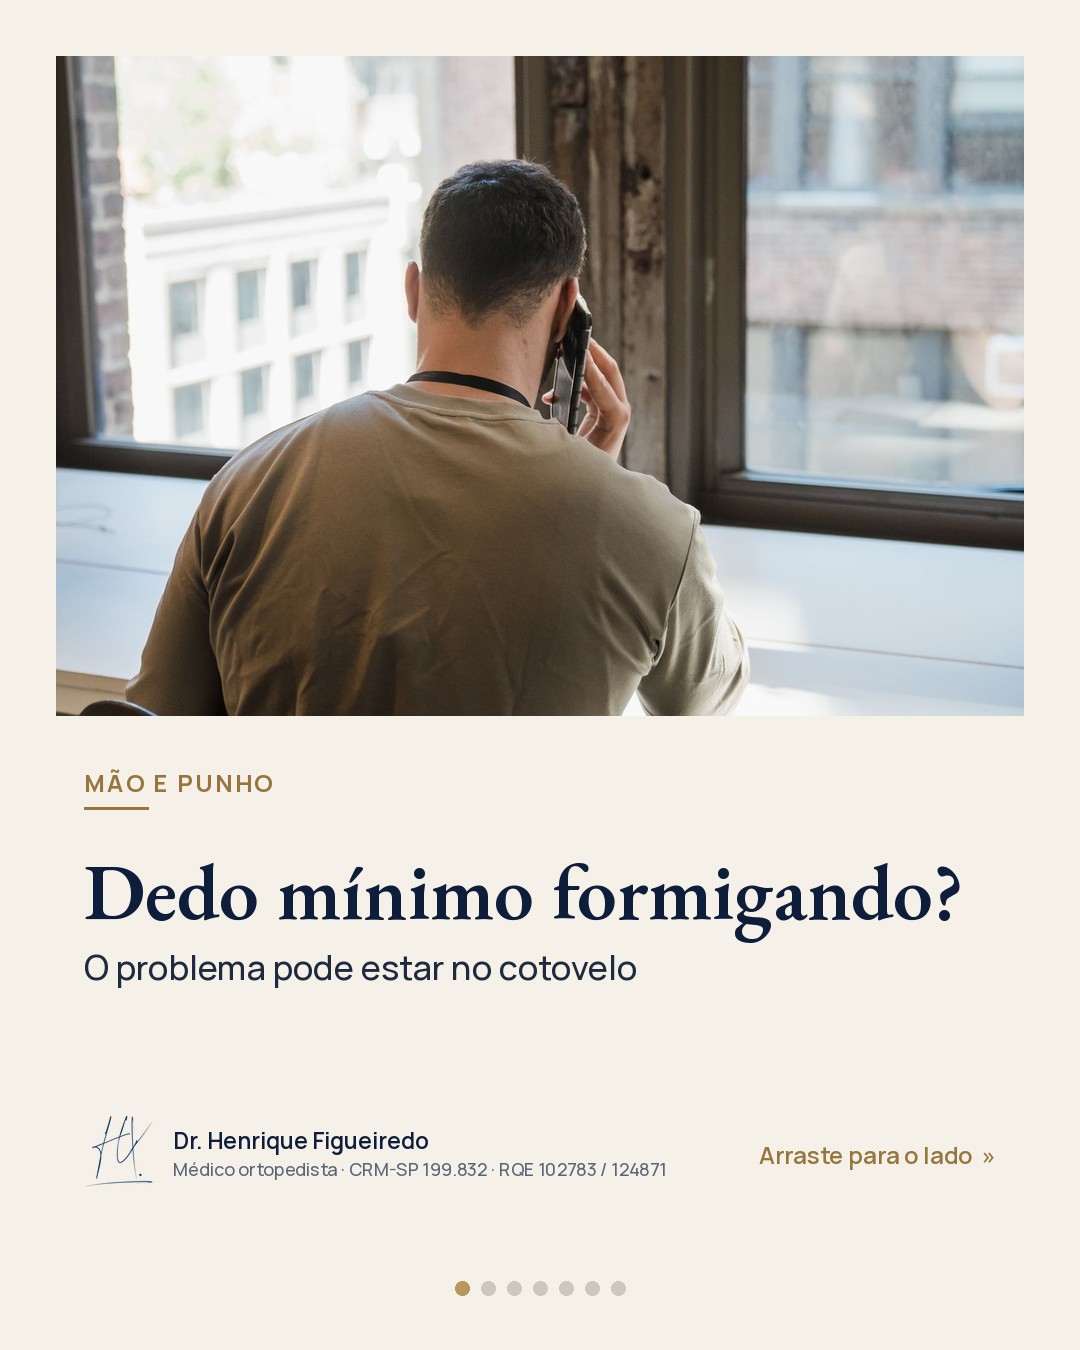 MÃO E PUNHO
Dedo mínimo formigando?
O problema pode estar no cotovelo
Dr. Henrique Figueiredo
Médico ortopedista · CRM-SP 199.832 · RQE 102783 / 124871
Arraste para o lado »